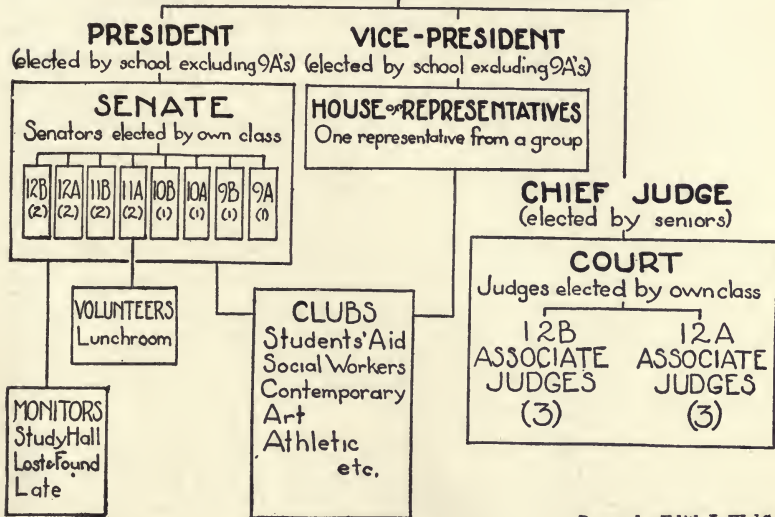 PRESIDENT
(elected by school excluding 9A's)
VICE-PRESIDENT
(elected by school excluding 9A's)
SENATE
Senators elected by own class
12B (2)
12A (2)
11B (2)
11A (2)
10B (1)
10A (1)
9B (1)
9A (1)
HOUSE of REPRESENTATIVES
One representative from a group
CHIEF JUDGE
(elected by seniors)
COURT
Judges elected by own class
12B
ASSOCIATE
JUDGES
(3)
12A
ASSOCIATE
JUDGES
(3)
VOLUNTEERS
Lunchroom
CLUBS
Students' Aid
Social Workers
Contemporary
Art
Athletic
etc.
MONITORS
Study Hall
Lost & Found
Late